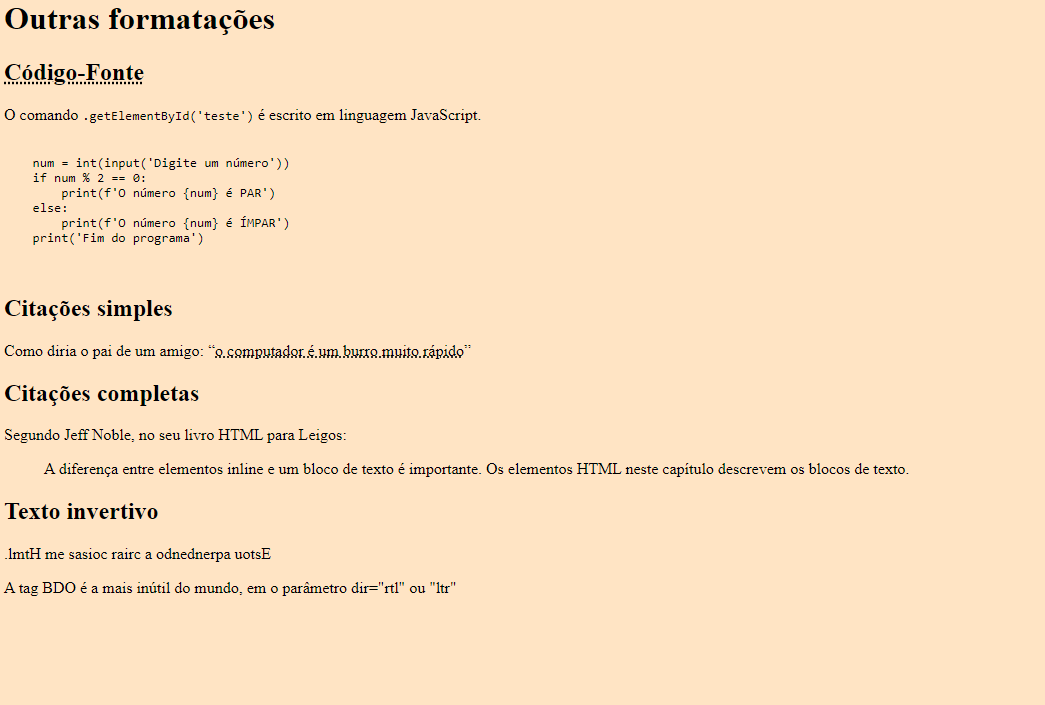 Outras formatações
Código-Fonte
O comando .getElementById('teste') é escrito em linguagem JavaScript.
num = int(input('Digite um número'))
if num % 2 == 0:
    print(f'O número {num} é PAR')
else:
    print(f'O número {num} é ÍMPAR')
print('Fim do programa')
Citações simples
Como diria o pai de um amigo: “o computador é um burro muito rápido”
Citações completas
Segundo Jeff Noble, no seu livro HTML para Leigos:
A diferença entre elementos inline e um bloco de texto é importante. Os elementos HTML neste capítulo descrevem os blocos de texto.
Texto invertivo
.lmtH me sasioc rairc a odnednerpa uotsE
A tag BDO é a mais inútil do mundo, em o parâmetro dir="rtl" ou "ltr"